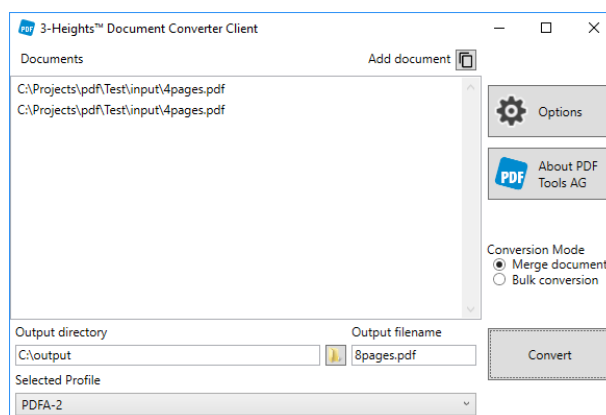 PDF 3-Heights™ Document Converter Client
Documents
Add document
C:\Projects\pdf\Test\input\4pages.pdf
C:\Projects\pdf\Test\input\4pages.pdf
Options
PDF About PDF
Tools AG
Conversion Mode
Merge document
Bulk conversion
Output directory
Output filename
C:\output
8pages.pdf
Convert
Selected Profile
PDFA-2